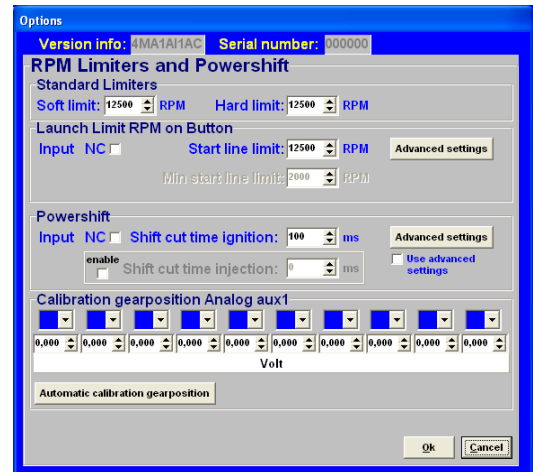 Options
Version info: 4MA1AI1AC Serial number: 000000
RPM Limiters and Powershift
Standard Limiters
Soft limit: 12500 RPM Hard limit: 12500 RPM
Launch Limit RPM on Button
Input NC Start line limit: 12500 RPM Advanced settings
Min start line limit: 2000 RPM
Powershift
Input NC Shift cut time ignition: 100 ms Advanced settings
enable Shift cut time injection: 0 ms Use advanced settings
Calibration gearposition Analog aux1
0,000 0,000 0,000 0,000 0,000 0,000 0,000 0,000 0,000 0,000
Volt
Automatic calibration gearposition
Ok Cancel